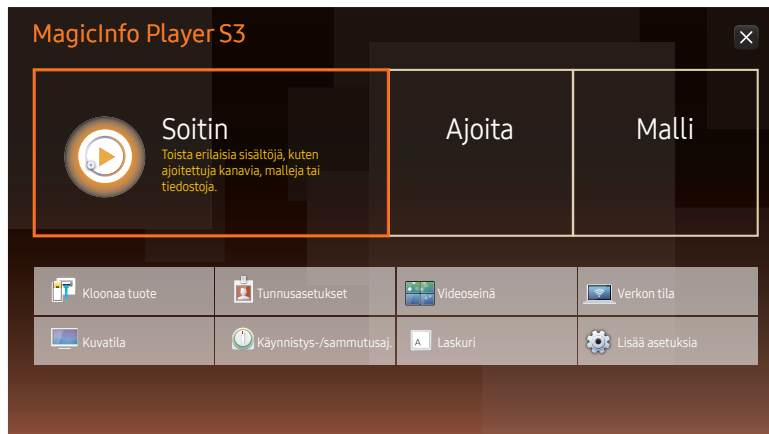 MagicInfo Player S3
Soitin
Toista erilaisia sisältöjä, kuten
ajoitettuja kanavia, malleja tai
tiedostoja.
Ajoita
Malli
Kloonaa tuote
Tunnusasetukset
Videoseinä
Verkon tila
Kuvatila
Käynnistys-/sammutusaj.
A
Laskuri
Lisää asetuksia